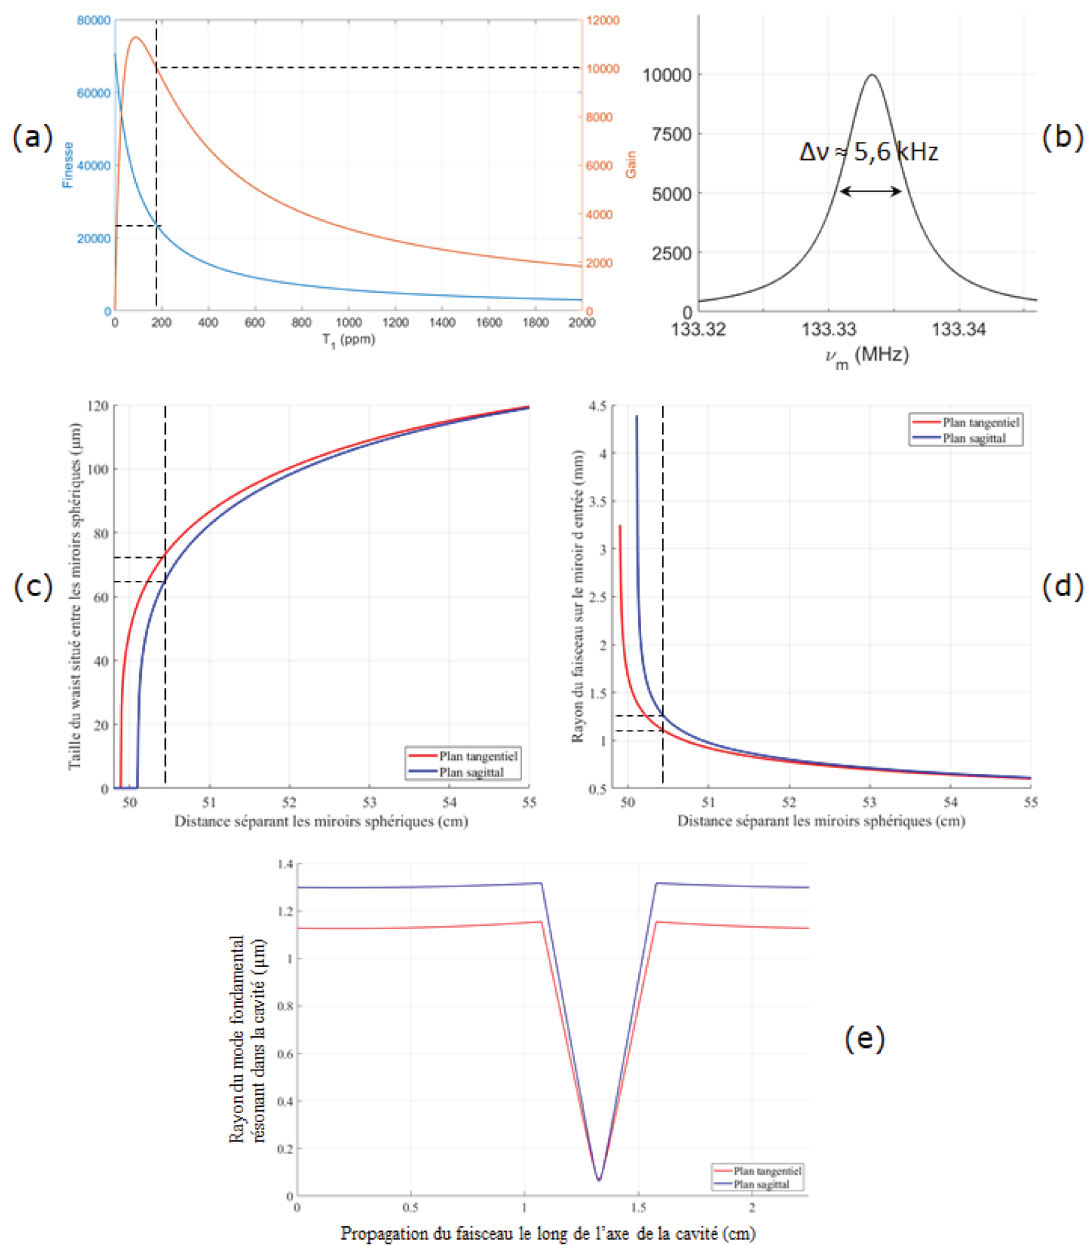 (a)
80000
60000
40000
20000
0
Finesse
12000
10000
8000
6000
4000
2000
0
Gain
0 200 400 600 800 1000 1200 1400 1600 1800 2000
T1 (ppm)
(b)
10000
7500
5000
2500
0
Δν ≈ 5,6 kHz
133.32 133.33 133.34
νm (MHz)
(c)
120
100
80
60
40
20
0
Taille du waist situé entre les miroirs sphériques (μm)
Plan tangentiel
Plan sagittal
50 51 52 53 54 55
Distance séparant les miroirs sphériques (cm)
(d)
4.5
4
3.5
3
2.5
2
1.5
1
0.5
Rayon du faisceau sur le miroir d entrée (mm)
Plan tangentiel
Plan sagittal
50 51 52 53 54 55
Distance séparant les miroirs sphériques (cm)
(e)
1.4
1.2
1
0.8
0.6
0.4
0.2
0
Rayon du mode fondamental
résonant dans la cavité (μm)
Plan tangentiel
Plan sagittal
0 0.5 1 1.5 2
Propagation du faisceau le long de l'axe de la cavité (cm)